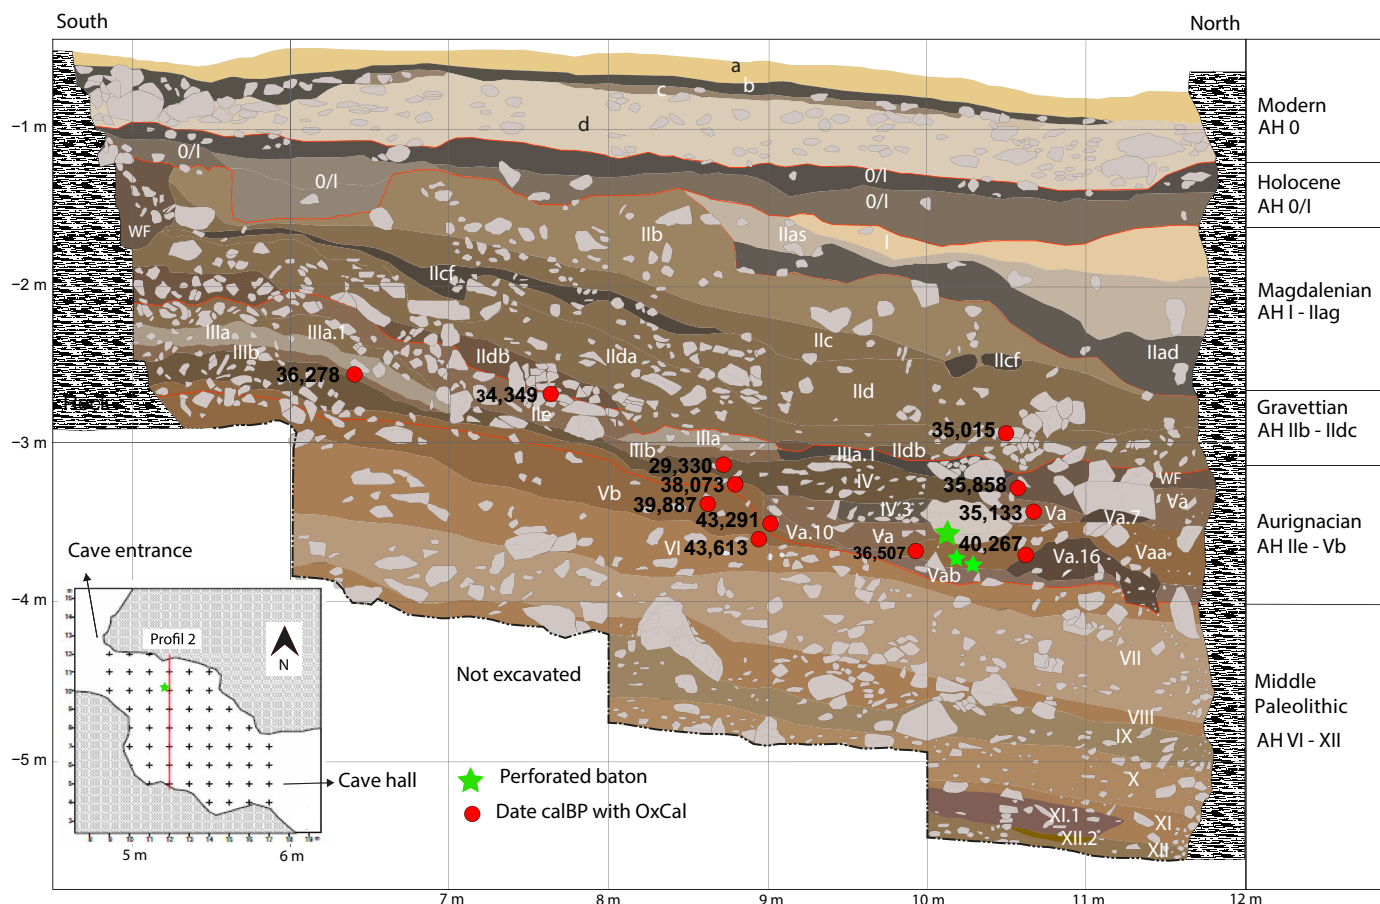 South
North
a
b
c
d
−1 m
−2 m
−3 m
−4 m
−5 m
0/I
0/I
0/I
0/I
WF
IIb
IIas
I
IIcf
IIc
IIcf
IIad
IIIa
IIIa.1
IIIb
IIdb
IIda
IId
36,278
34,349
IIe
35,015
IIIa
IIIb
IIIa.1
IIdb
29,330
38,073
IV
35,858
WF
Va
Vb
39,887
IV.3
35,133
Va
Va.7
43,291
Va.10
Va
43,613
VI
36,507
40,267
Va.16
Vaa
Vab
VII
VIII
IX
X
XI.1
XI
XII.2
XII
Modern
AH 0
Holocene
AH 0/I
Magdalenian
AH I - IIag
Gravettian
AH IIb - IIdc
Aurignacian
AH IIe - Vb
Middle
Paleolithic
AH VI - XII
Not excavated
Cave entrance
Profil 2
N
Cave hall
Perforated baton
Date calBP with OxCal
5 m
6 m
7 m
8 m
9 m
10 m
11 m
12 m